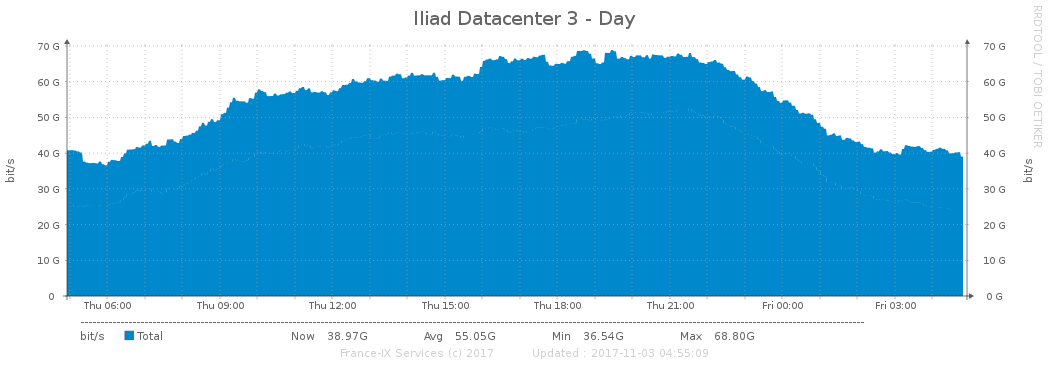 Iliad Datacenter 3 - Day
RRDTOOL / TOBI OETIKER
70 G 70 G
60 G 60 G
50 G 50 G
40 G 40 G
30 G 30 G
20 G 20 G
10 G 10 G
0 0 G
bit/s
bit/s
Thu 06:00 Thu 09:00 Thu 12:00 Thu 15:00 Thu 18:00 Thu 21:00 Fri 00:00 Fri 03:00
bit/s Total Now 38.97G Avg 55.05G Min 36.54G Max 68.80G
France-IX Services (c) 2017 Updated : 2017-11-03 04:55:09